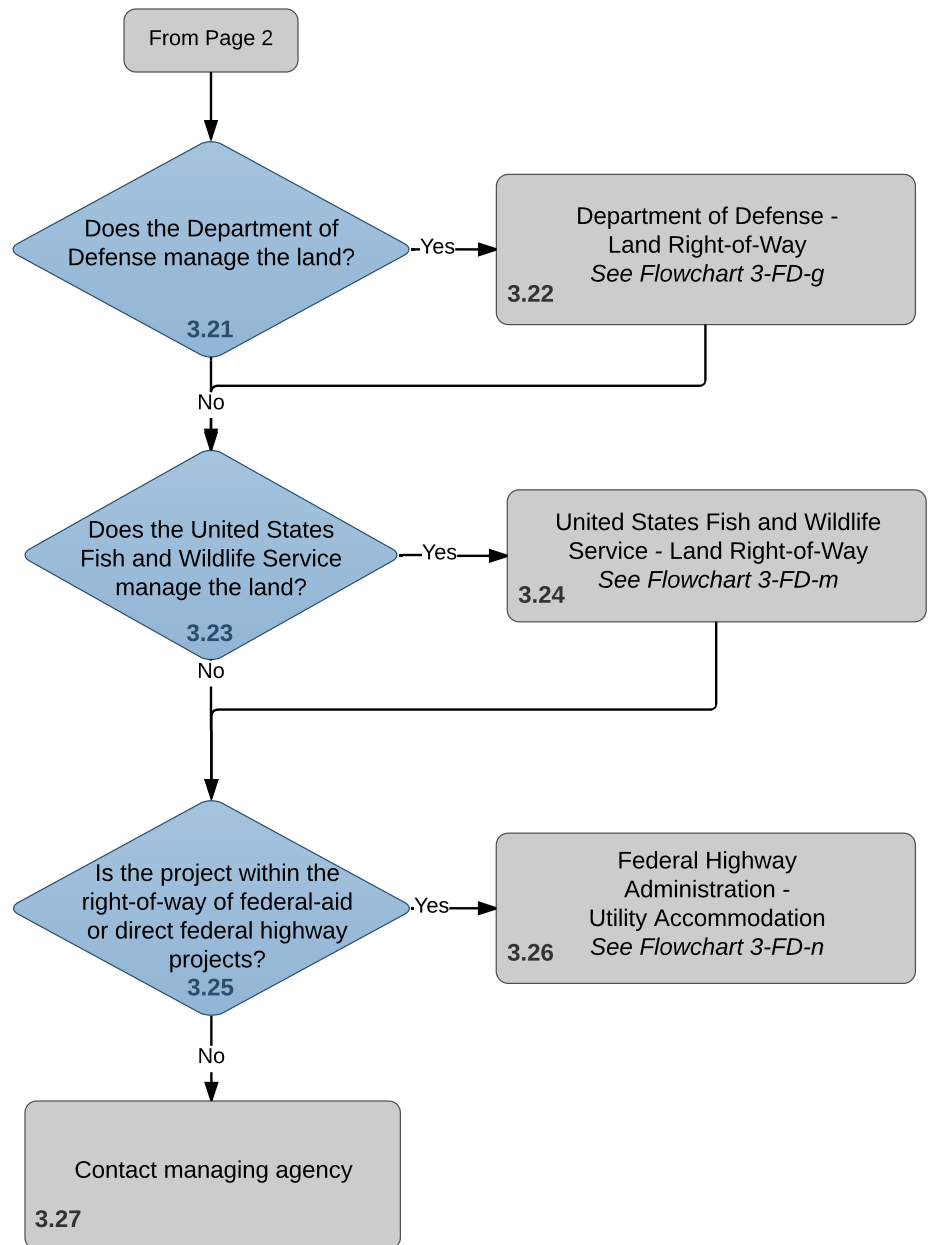 From Page 2
Does the Department of
Defense manage the land?
3.21
Yes
Department of Defense -
Land Right-of-Way
See Flowchart 3-FD-g
3.22
No
Does the United States
Fish and Wildlife Service
manage the land?
3.23
Yes
United States Fish and Wildlife
Service - Land Right-of-Way
See Flowchart 3-FD-m
3.24
No
Is the project within the
right-of-way of federal-aid
or direct federal highway
projects?
3.25
Yes
Federal Highway
Administration -
Utility Accommodation
See Flowchart 3-FD-n
3.26
No
Contact managing agency
3.27